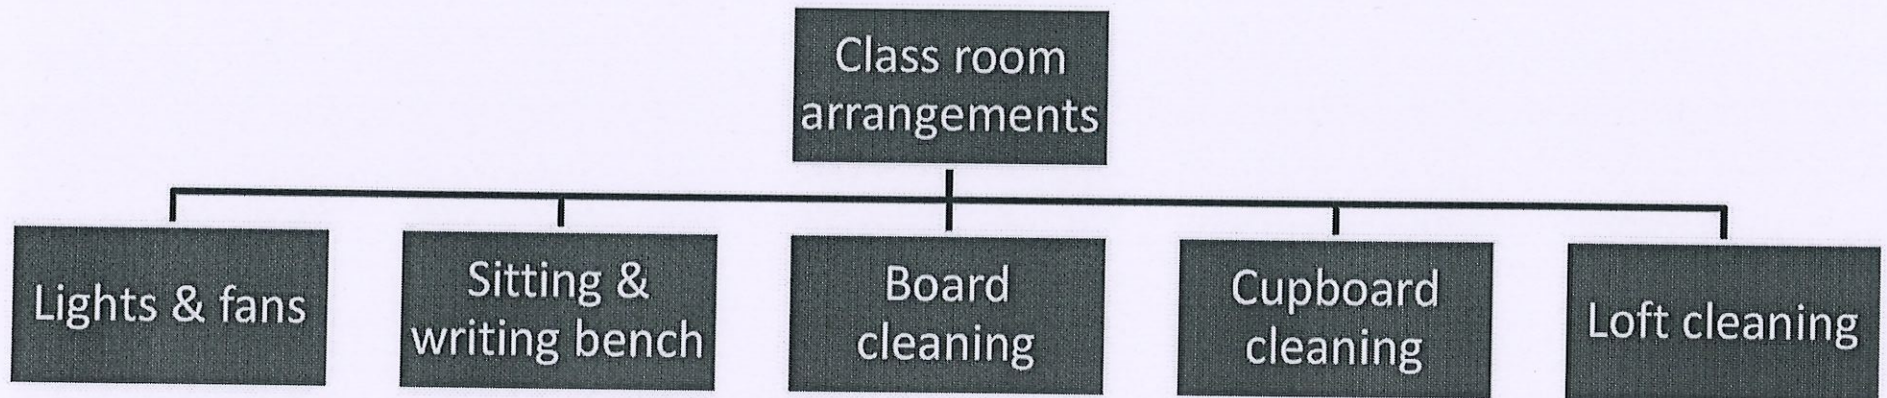 Class room
arrangements
Lights & fans
Sitting &
writing bench
Board
cleaning
Cupboard
cleaning
Loft cleaning